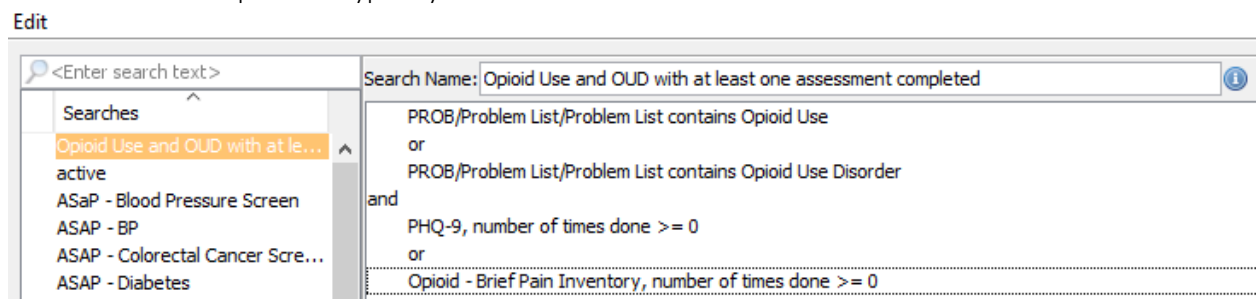 Edit
<Enter search text>
Search Name: Opioid Use and OUD with at least one assessment completed
Searches
Opioid Use and OUD with at le...
active
ASaP - Blood Pressure Screen
ASAP - BP
ASAP - Colorectal Cancer Scre...
ASAP - Diabetes
PROB/Problem List/Problem List contains Opioid Use
or
PROB/Problem List/Problem List contains Opioid Use Disorder
and
PHQ-9, number of times done >= 0
or
Opioid - Brief Pain Inventory, number of times done >= 0